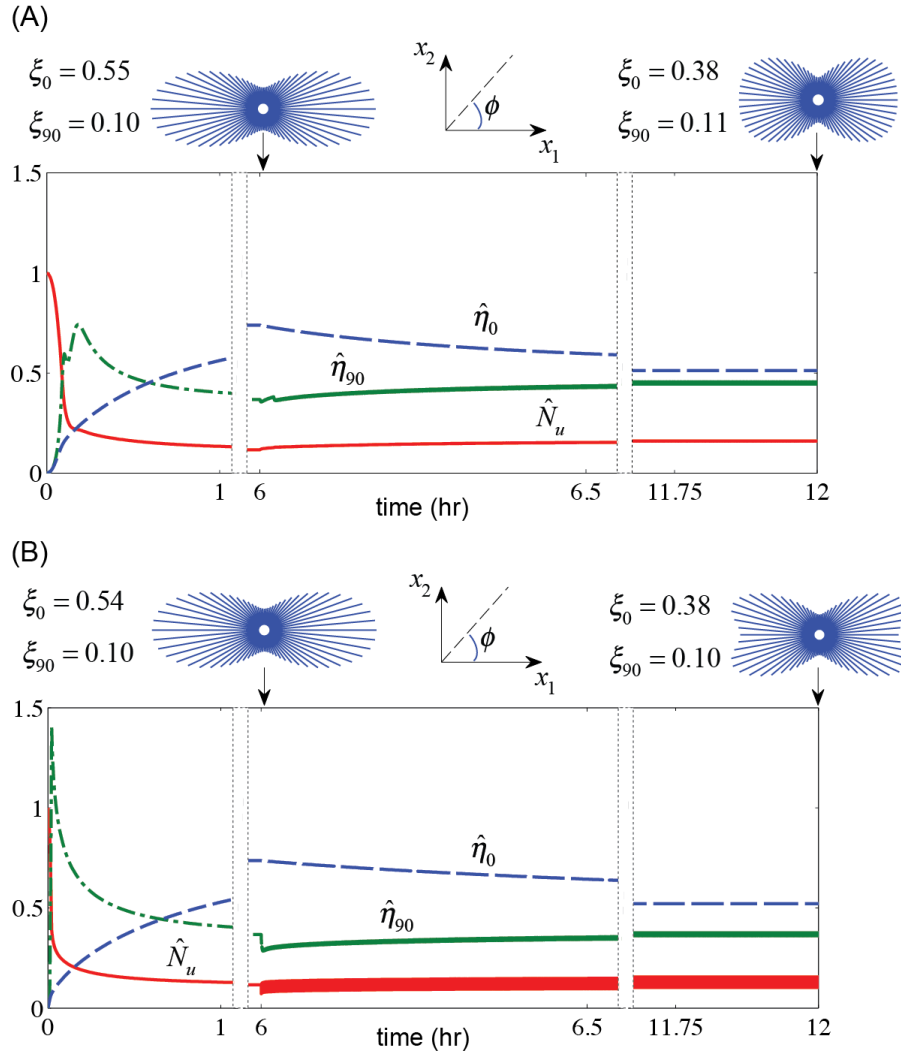 (A)
ξ₀ = 0.55
ξ₉₀ = 0.10
x₂
ϕ
x₁
ξ₀ = 0.38
ξ₉₀ = 0.11
1.5
1
0.5
0
η̂₀
η̂₉₀
N̂ᵤ
0 1 6 6.5 11.75 12
time (hr)
(B)
ξ₀ = 0.54
ξ₉₀ = 0.10
x₂
ϕ
x₁
ξ₀ = 0.38
ξ₉₀ = 0.10
1.5
1
0.5
0
η̂₀
η̂₉₀
N̂ᵤ
0 1 6 6.5 11.75 12
time (hr)